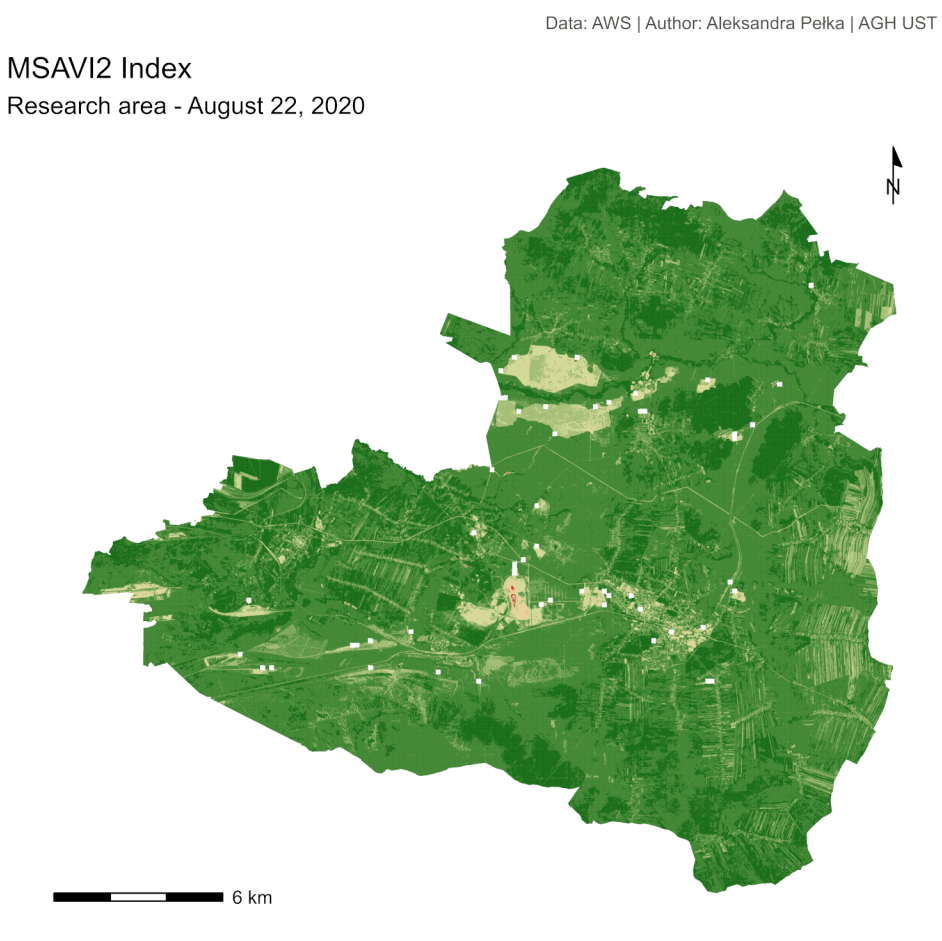 Data: AWS | Author: Aleksandra Pełka | AGH UST
MSAVI2 Index
Research area - August 22, 2020
N
6 km